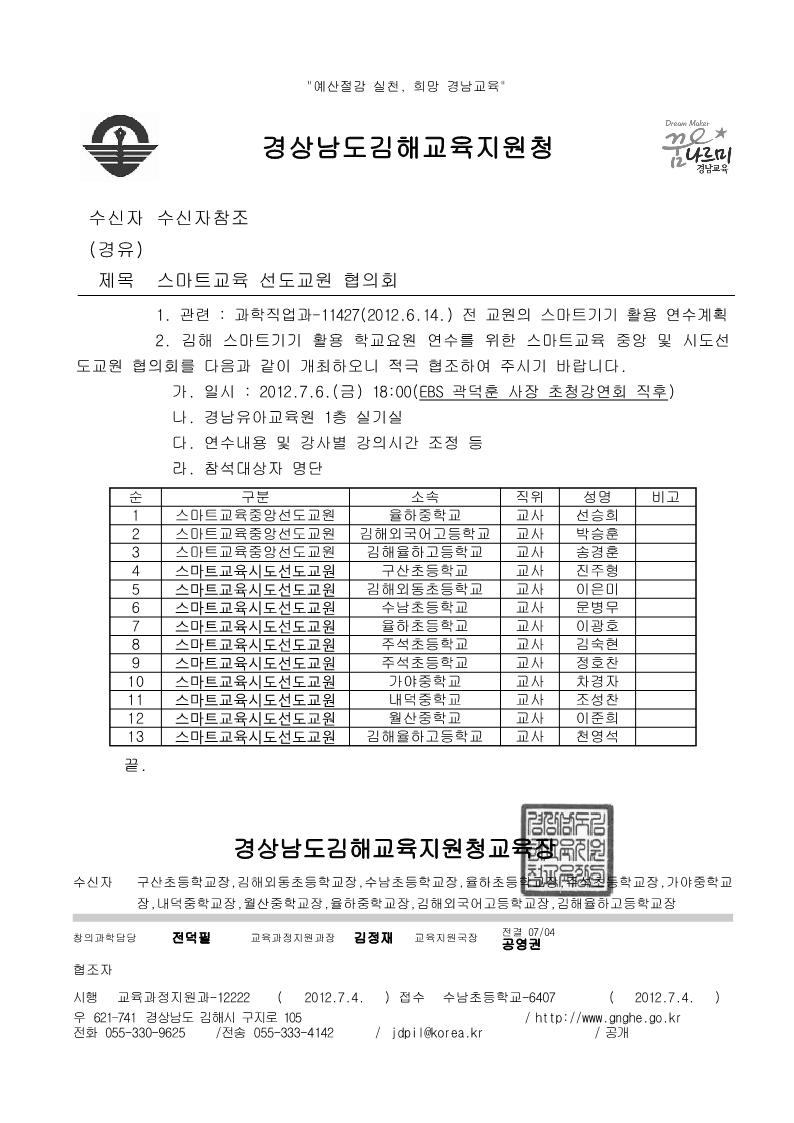 "예산절감 실천, 희망 경남교육"
경상남도김해교육지원청
Dream Maker
꿈나르미
경남교육
수신자 수신자참조
(경유)
제목 스마트교육 선도교원 협의회
1. 관련 : 과학직업과-11427(2012.6.14.) 전 교원의 스마트기기 활용 연수계획
2. 김해 스마트기기 활용 학교요원 연수를 위한 스마트교육 중앙 및 시도선
도교원 협의회를 다음과 같이 개최하오니 적극 협조하여 주시기 바랍니다.
가. 일시 : 2012.7.6.(금) 18:00(EBS 곽덕훈 사장 초청강연회 직후)
나. 경남유아교육원 1층 실기실
다. 연수내용 및 강사별 강의시간 조정 등
라. 참석대상자 명단
순 구분 소속 직위 성명 비고
1 스마트교육중앙선도교원 율하중학교 교사 선승희
2 스마트교육중앙선도교원 김해외국어고등학교 교사 박승훈
3 스마트교육중앙선도교원 김해율하고등학교 교사 송경훈
4 스마트교육시도선도교원 구산초등학교 교사 진주형
5 스마트교육시도선도교원 김해외동초등학교 교사 이은미
6 스마트교육시도선도교원 수남초등학교 교사 문병무
7 스마트교육시도선도교원 율하초등학교 교사 이광호
8 스마트교육시도선도교원 주석초등학교 교사 김숙현
9 스마트교육시도선도교원 주석초등학교 교사 정호찬
10 스마트교육시도선도교원 가야중학교 교사 차경자
11 스마트교육시도선도교원 내덕중학교 교사 조성찬
12 스마트교육시도선도교원 월산중학교 교사 이준희
13 스마트교육시도선도교원 김해율하고등학교 교사 천영석
끝.
경상남도김해교육지원청교육장
수신자 구산초등학교장,김해외동초등학교장,수남초등학교장,율하초등학교장,주석초등학교장,가야중학교
장,내덕중학교장,월산중학교장,율하중학교장,김해외국어고등학교장,김해율하고등학교장
창의과학담당 전덕필 교육과정지원과장 김정재 교육지원국장 전결 07/04 공영권
협조자
시행 교육과정지원과-12222 ( 2012.7.4. ) 접수 수남초등학교-6407 ( 2012.7.4. )
우 621-741 경상남도 김해시 구지로 105 / http://www.gnghe.go.kr
전화 055-330-9625 /전송 055-333-4142 / jdpil@korea.kr / 공개